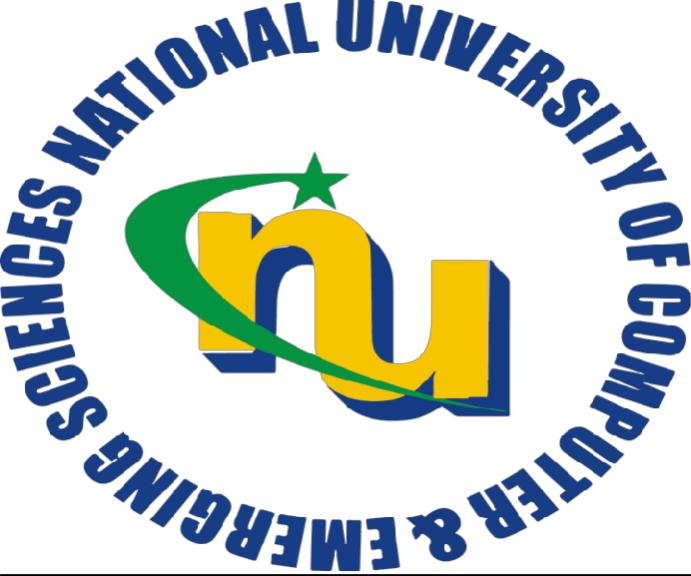 NATIONAL UNIVERSITY OF COMPUTER & EMERGING SCIENCES
nu